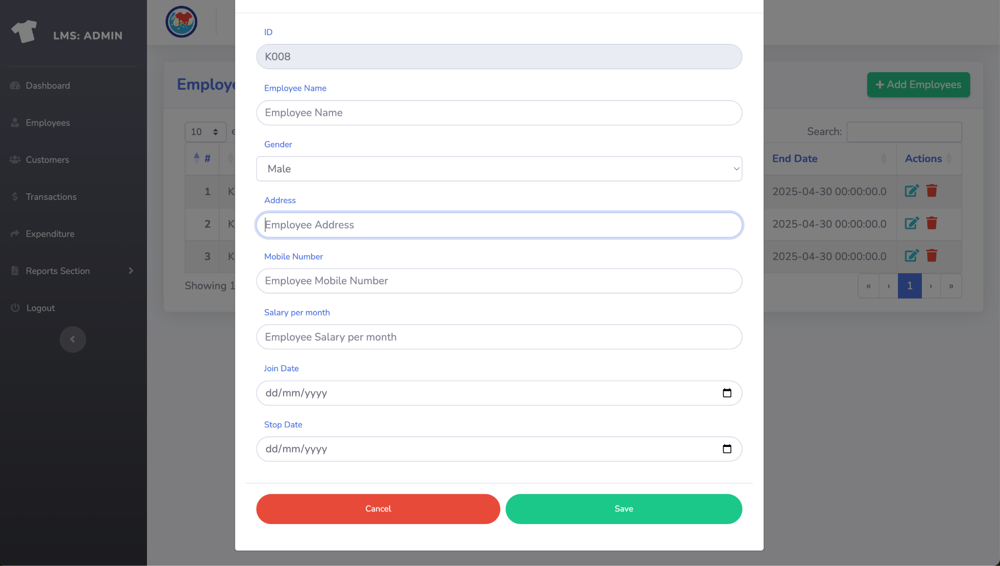 LMS: ADMIN
Dashboard
Employees
Customers
Transactions
Expenditure
Reports Section
Logout
Add Employees
10
Search:
#
End Date
Actions
1
K
2025-04-30 00:00:00.0
2
K
2025-04-30 00:00:00.0
3
K
2025-04-30 00:00:00.0
Showing 1
« ‹ 1 › »
ID
K008
Employee Name
Employee Name
Gender
Male
Address
Employee Address
Mobile Number
Employee Mobile Number
Salary per month
Employee Salary per month
Join Date
dd/mm/yyyy
Stop Date
dd/mm/yyyy
Cancel
Save